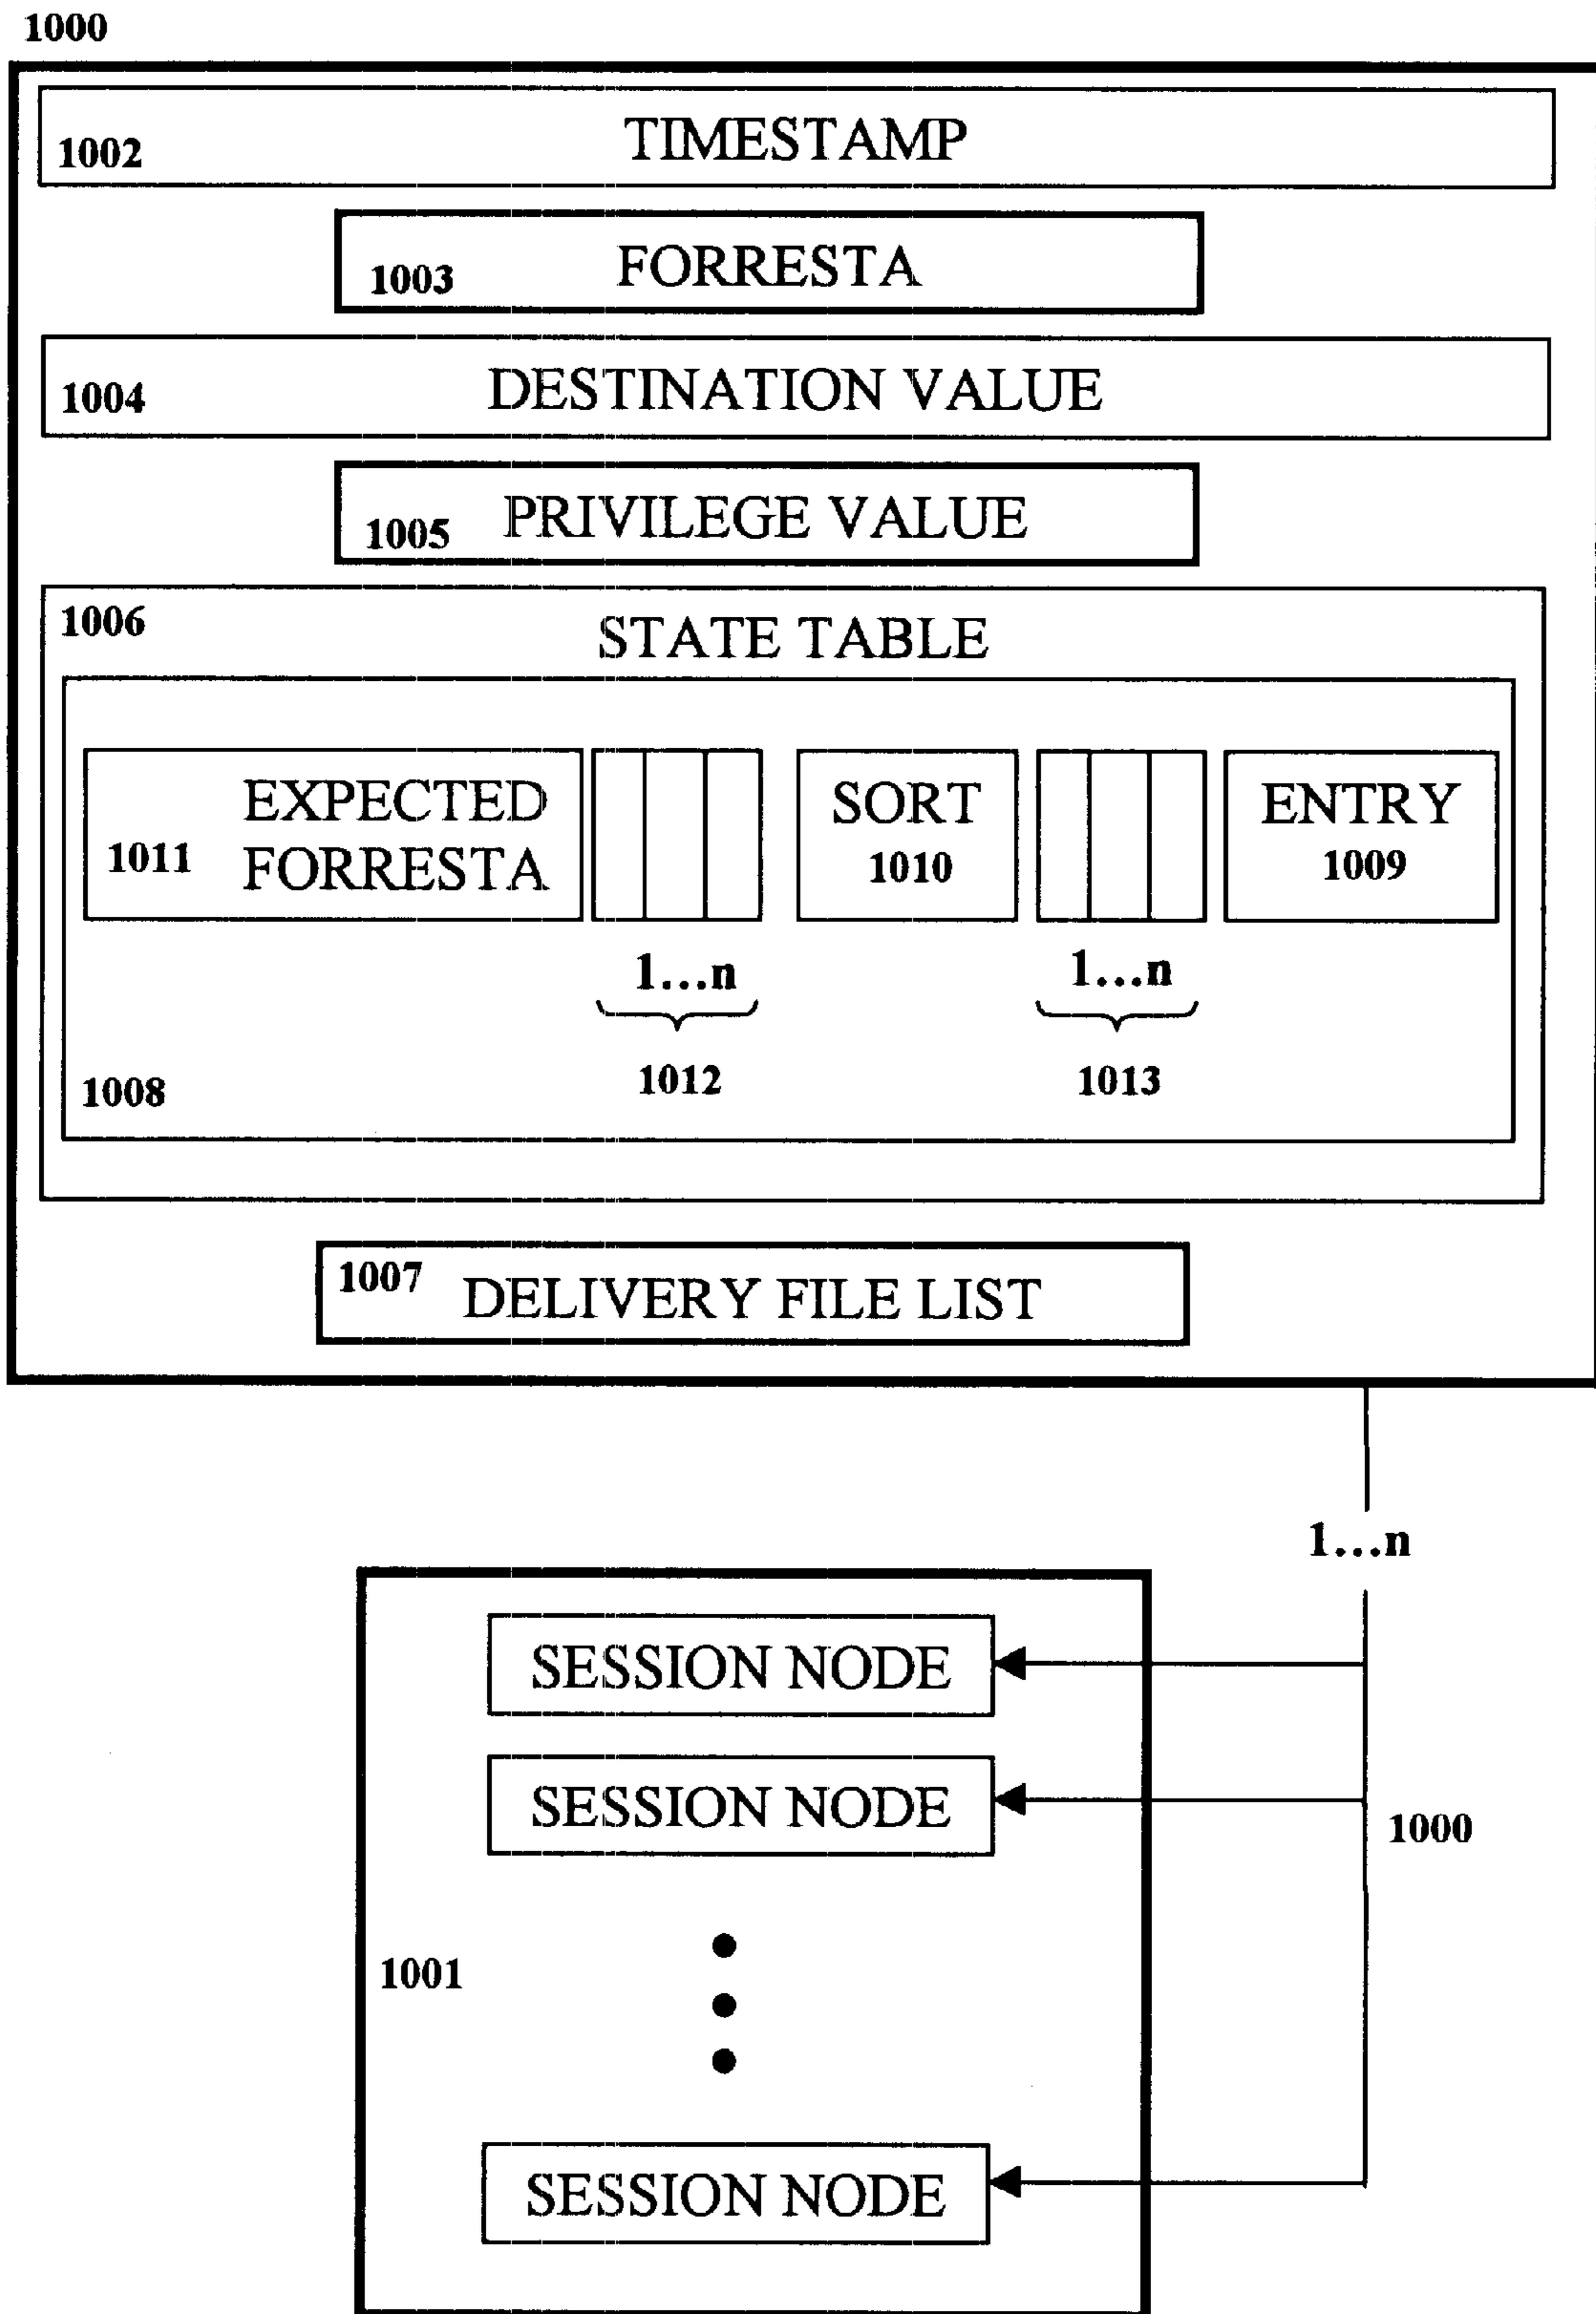 1000
1002 TIMESTAMP
1003 FORRESTA
1004 DESTINATION VALUE
1005 PRIVILEGE VALUE
1006
STATE TABLE
EXPECTED
FORRESTA
1011
SORT
1010
ENTRY
1009
1...n
1...n
1012
1013
1008
1007
DELIVERY FILE LIST
1...n
SESSION NODE
SESSION NODE
1000
1001
SESSION NODE